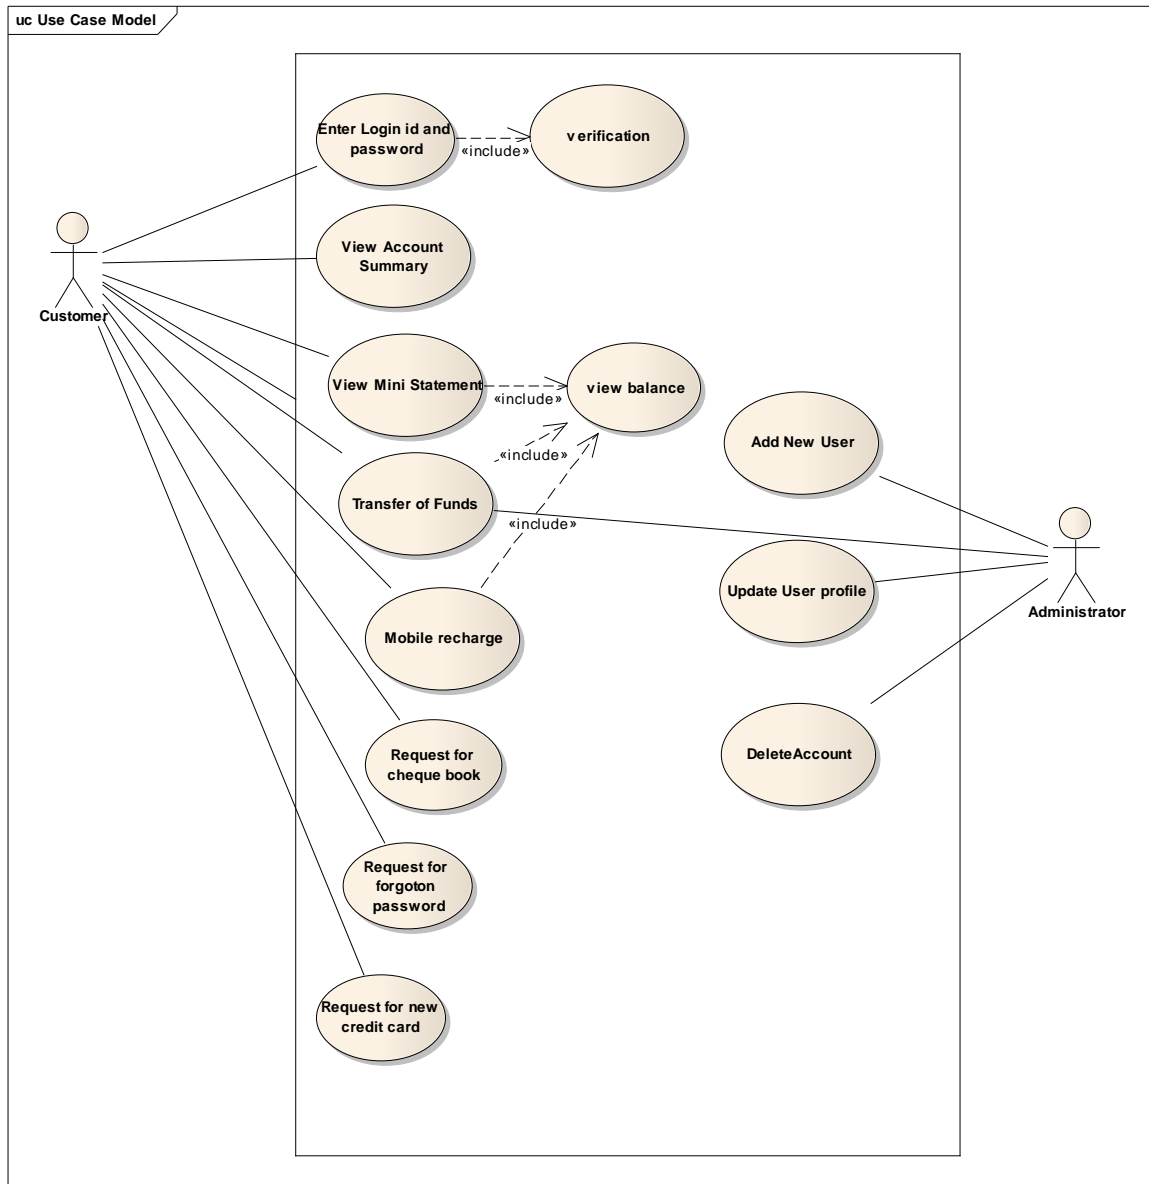 uc Use Case Model
Enter Login id and
password
«include»
verification
View Account
Summary
Customer
View Mini Statement
«include»
view balance
«include»
Add New User
Transfer of Funds
«include»
Update User profile
Administrator
Mobile recharge
Request for
cheque book
DeleteAccount
Request for
forgoton
password
Request for new
credit card